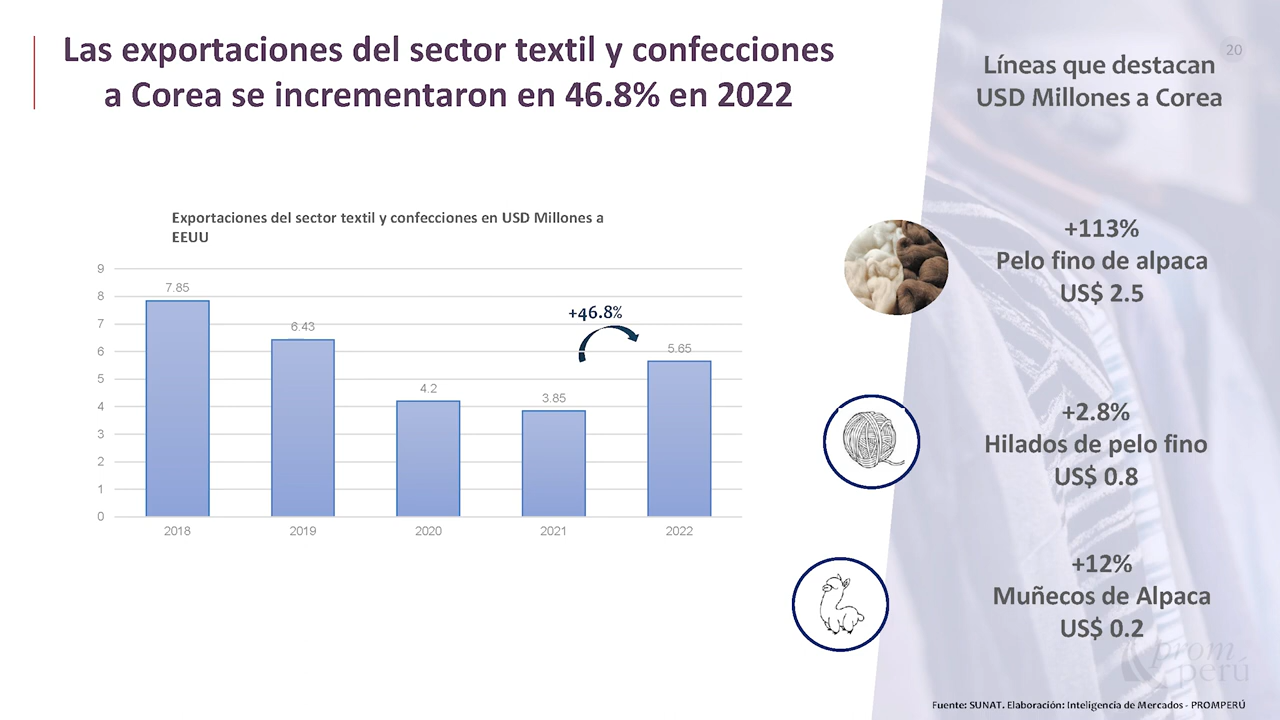 Las exportaciones del sector textil y confecciones
a Corea se incrementaron en 46.8% en 2022
20
Líneas que destacan
USD Millones a Corea
Exportaciones del sector textil y confecciones en USD Millones a
EEUU
9
8
7
6
5
4
3
2
1
0
7.85
6.43
4.2
3.85
5.65
+46.8%
2018
2019
2020
2021
2022
+113%
Pelo fino de alpaca
US$ 2.5
+2.8%
Hilados de pelo fino
US$ 0.8
+12%
Muñecos de Alpaca
US$ 0.2
prom
perú
Fuente: SUNAT. Elaboración: Inteligencia de Mercados - PROMPERÚ